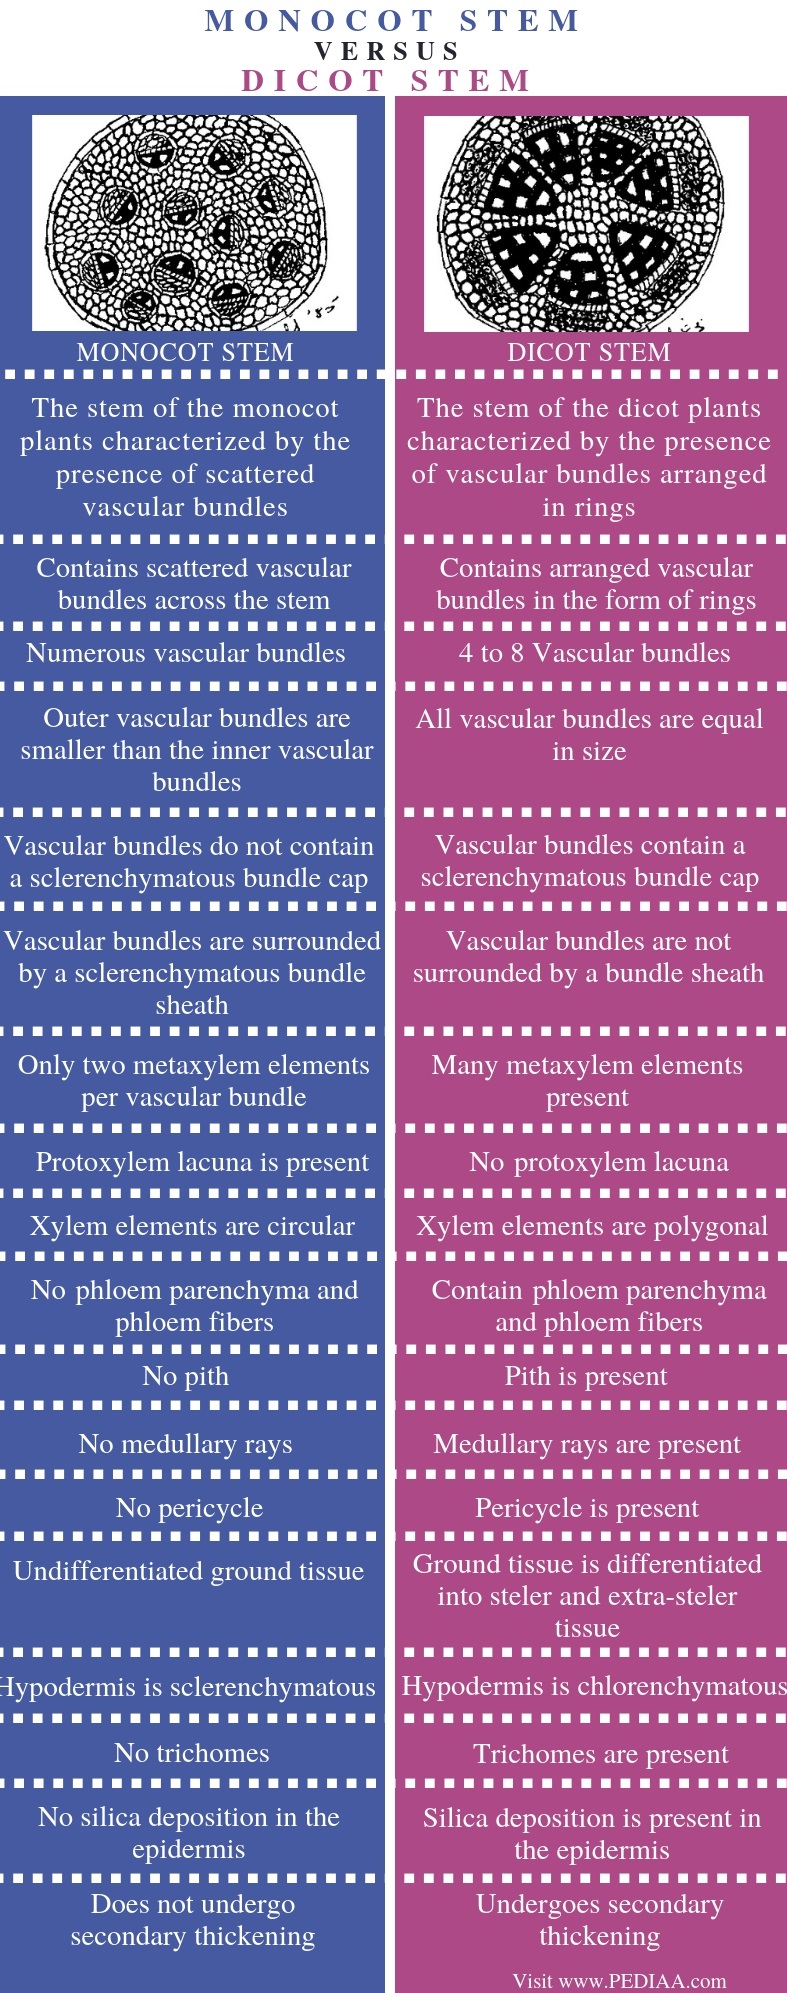 MONOCOT STEM
VERSUS
DICOT STEM
MONOCOT STEM
The stem of the monocot
plants characterized by the
presence of scattered
vascular bundles
Contains scattered vascular
bundles across the stem
Numerous vascular bundles
Outer vascular bundles are
smaller than the inner vascular
bundles
Vascular bundles do not contain
a sclerenchymatous bundle cap
Vascular bundles are surrounded
by a sclerenchymatous bundle
sheath
Only two metaxylem elements
per vascular bundle
Protoxylem lacuna is present
Xylem elements are circular
No phloem parenchyma and
phloem fibers
No pith
No medullary rays
No pericycle
Undifferentiated ground tissue
Hypodermis is sclerenchymatous
No trichomes
No silica deposition in the
epidermis
Does not undergo
secondary thickening
DICOT STEM
The stem of the dicot plants
characterized by the presence
of vascular bundles arranged
in rings
Contains arranged vascular
bundles in the form of rings
4 to 8 Vascular bundles
All vascular bundles are equal
in size
Vascular bundles contain a
sclerenchymatous bundle cap
Vascular bundles are not
surrounded by a bundle sheath
Many metaxylem elements
present
No protoxylem lacuna
Xylem elements are polygonal
Contain phloem parenchyma
and phloem fibers
Pith is present
Medullary rays are present
Pericycle is present
Ground tissue is differentiated
into steler and extra-steler
tissue
Hypodermis is chlorenchymatous
Trichomes are present
Silica deposition is present in
the epidermis
Undergoes secondary
thickening
Visit www.PEDIAA.com